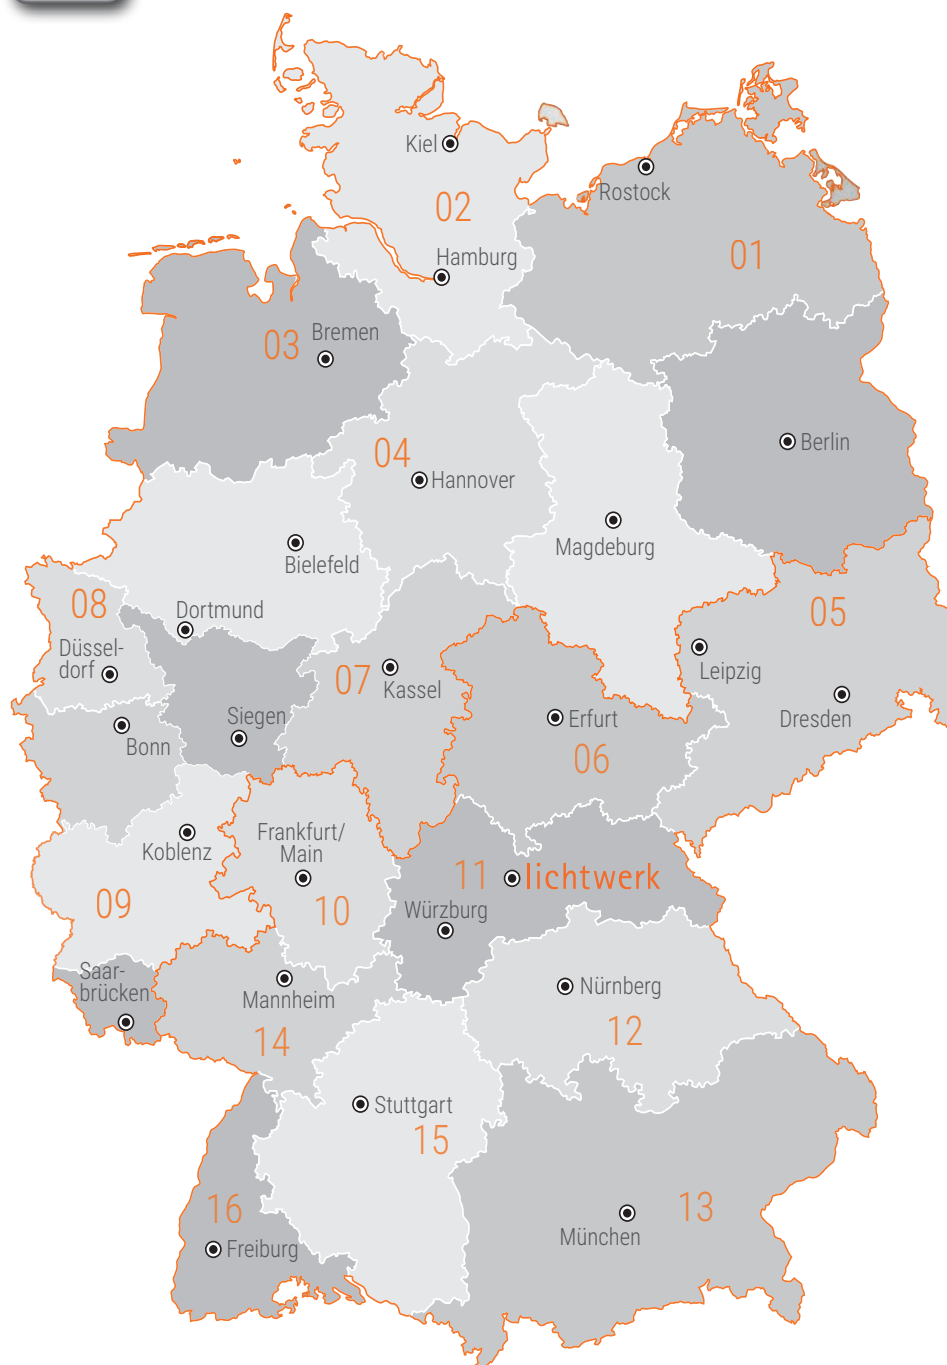 Kiel
02
Rostock
01
Hamburg
03
Bremen
04
Hannover
Berlin
Magdeburg
Bielefeld
08
Dortmund
05
Düssel-
dorf
07
Kassel
Leipzig
Siegen
Erfurt
Dresden
Bonn
06
Koblenz
Frankfurt/
Main
11
lichtwerk
09
10
Würzburg
Saar-
brücken
Mannheim
Nürnberg
14
12
Stuttgart
15
16
13
Freiburg
München